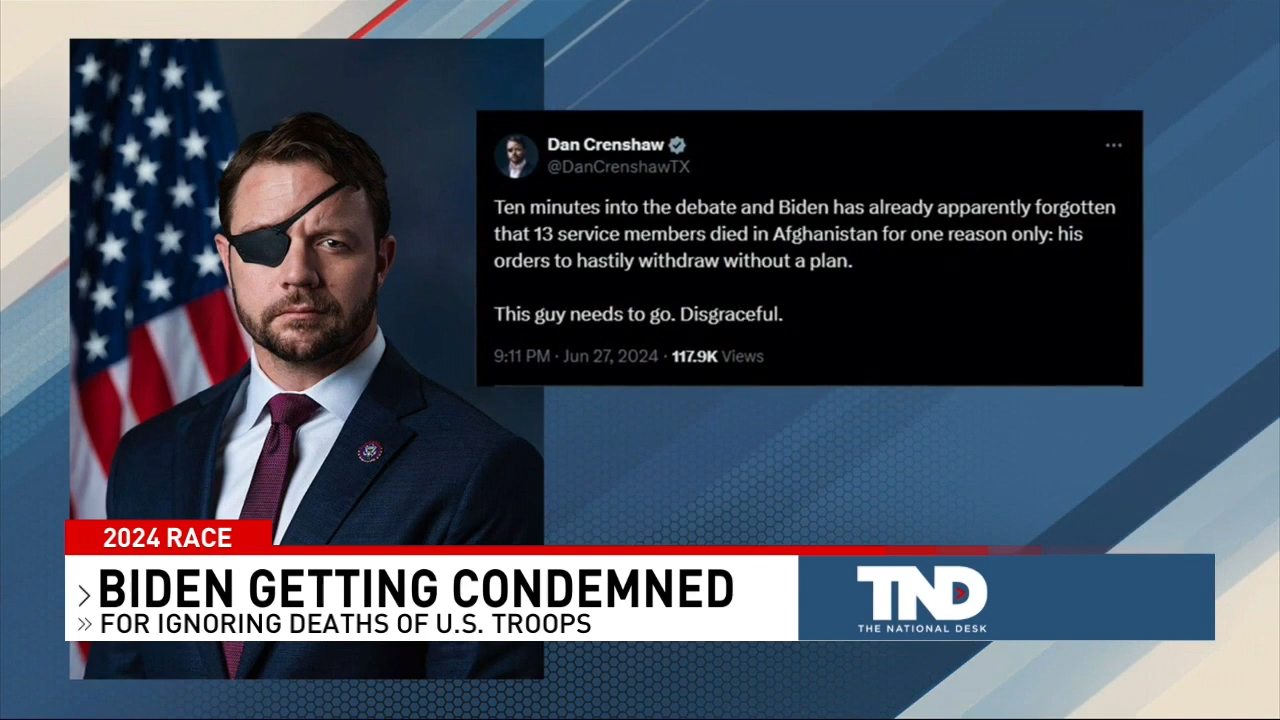 Dan Crenshaw
@DanCrenshawTX
Ten minutes into the debate and Biden has already apparently forgotten
that 13 service members died in Afghanistan for one reason only: his
orders to hastily withdraw without a plan.
This guy needs to go. Disgraceful.
9:11 PM · Jun 27, 2024 · 117.9K Views
2024 RACE
BIDEN GETTING CONDEMNED
FOR IGNORING DEATHS OF U.S. TROOPS
TND
THE NATIONAL DESK